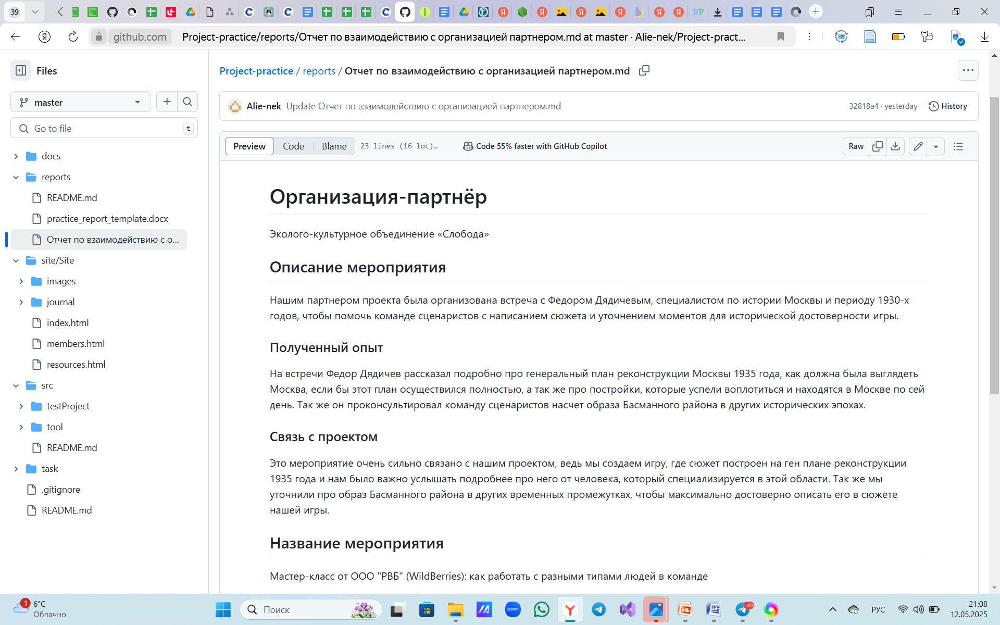 39
github.com
Project-practice/reports/Отчет по взаимодействию с организацией партнером.md at master · Alie-nek/Project-pract...
Files
master
Go to file
t
docs
reports
README.md
practice_report_template.docx
Отчет по взаимодействию с о...
site/Site
images
journal
index.html
members.html
resources.html
src
testProject
tool
README.md
task
.gitignore
README.md
Project-practice / reports / Отчет по взаимодействию с организацией партнером.md
Alie-nek Update Отчет по взаимодействию с организацией партнером.md
32818a4 · yesterday
History
Preview
Code
Blame
23 lines (16 loc)…
Code 55% faster with GitHub Copilot
Raw
Организация-партнёр
Эколого-культурное объединение «Слобода»
Описание мероприятия
Нашим партнером проекта была организована встреча с Федором Дядичевым, специалистом по истории Москвы и периоду 1930-х
годов, чтобы помочь команде сценаристов с написанием сюжета и уточнением моментов для исторической достоверности игры.
Полученный опыт
На встречи Федор Дядичев рассказал подробно про генеральный план реконструкции Москвы 1935 года, как должна была выглядеть
Москва, если бы этот план осуществился полностью, а так же про постройки, которые успели воплотиться и находятся в Москве по сей
день. Так же он проконсультировал команду сценаристов насчет образа Басманного района в других исторических эпохах.
Связь с проектом
Это мероприятие очень сильно связано с нашим проектом, ведь мы создаем игру, где сюжет построен на ген плане реконструкции
1935 года и нам было важно услышать подробнее про него от человека, который специализируется в этой области. Так же мы
уточнили про образ Басманного района в других временных промежутках, чтобы максимально достоверно описать его в сюжете
нашей игры.
Название мероприятия
Мастер-класс от ООО "РВБ" (WildBerries): как работать с разными типами людей в команде
1
6°C
Облачно
Поиск
zoom
РУС
21:08
12.05.2025